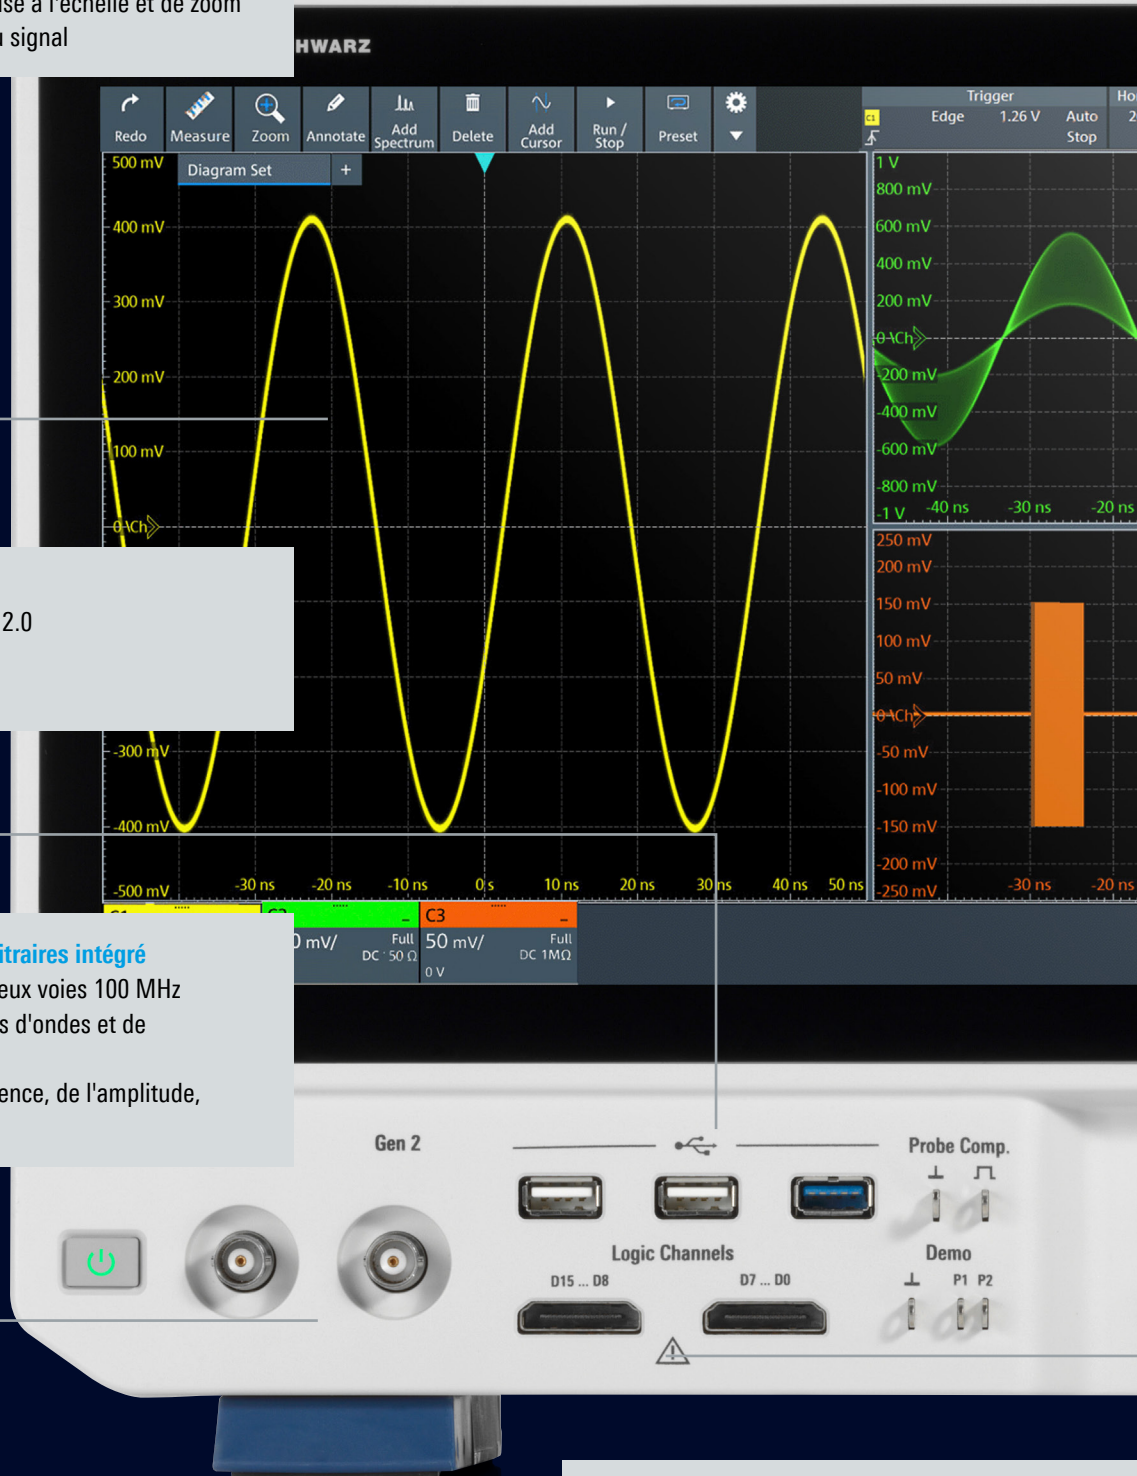 à l'échelle et de zoom
signal
HWARZ
Redo
Measure
Zoom
Annotate
Add Spectrum
Delete
Add Cursor
Run / Stop
Preset
Trigger
C1
Edge
1.26 V
Auto
Stop
Diagram Set
+
500 mV
400 mV
300 mV
200 mV
100 mV
0\Ch
-300 mV
-400 mV
-500 mV
-30 ns
-20 ns
-10 ns
0 s
10 ns
20 ns
30 ns
40 ns
50 ns
1 V
800 mV
600 mV
400 mV
200 mV
0\Ch
-200 mV
-400 mV
-600 mV
-800 mV
-1 V
-40 ns
-30 ns
-20 ns
250 mV
200 mV
150 mV
100 mV
50 mV
0\Ch
-50 mV
-100 mV
-150 mV
-200 mV
-250 mV
-30 ns
-20 ns
2.0
C3
mV/
Full
DC 50 Ω
50 mV/
Full
DC 1MΩ
0 V
itraires intégré
eux voies 100 MHz
s d'ondes et de
ence, de l'amplitude,
Gen 2
Probe Comp.
Logic Channels
Demo
D15 ... D8
D7 ... D0
P1 P2